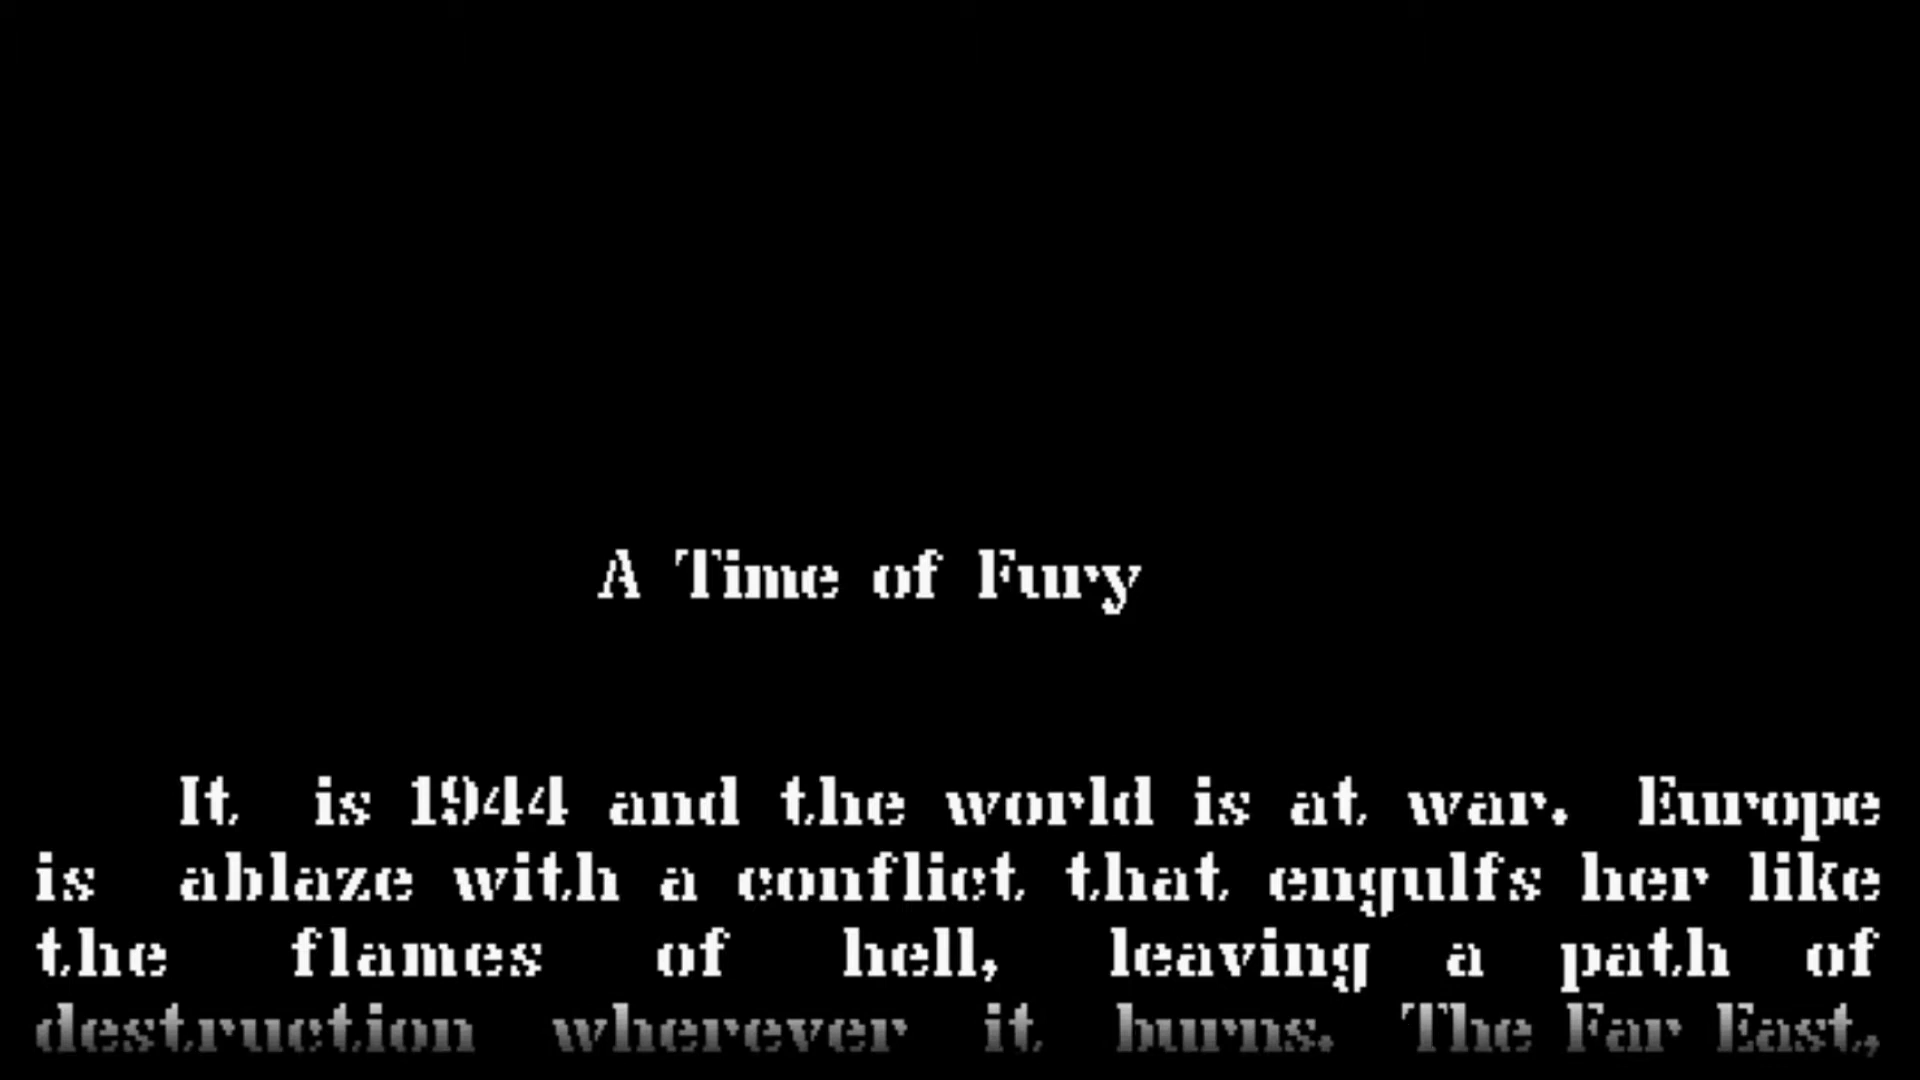 A Time of Fury
It is 1944 and the world is at war. Europe
is ablaze with a conflict that engulfs her like
the flames of hell, leaving a path of
destruction wherever it burns. The Far East,